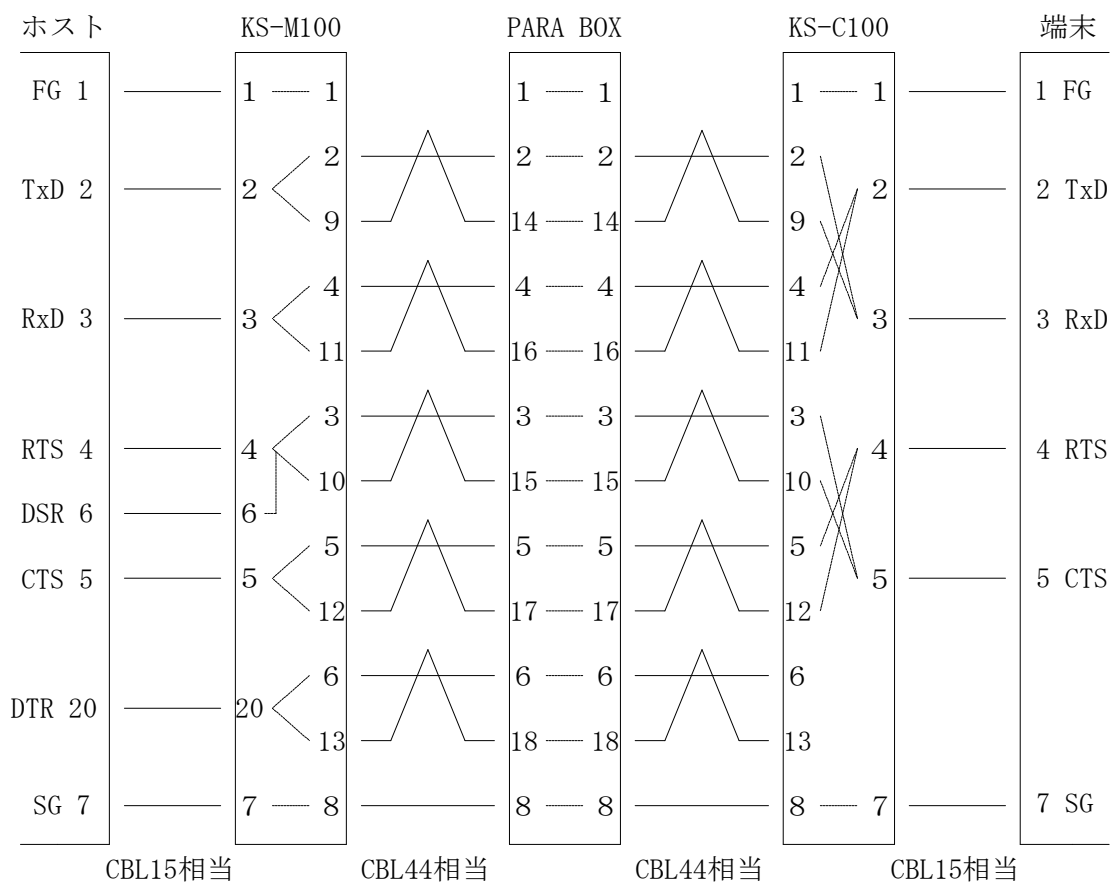 ホスト KS-M100 PARA BOX KS-C100 端末
FG 1 1 1 1 1 1 1 1 FG
2 2 2 2
TxD 2 2 2 2 TxD
9 14 14 9
4 4 4 4
RxD 3 3 3 3 RxD
11 16 16 11
3 3 3 3
RTS 4 4 4 4 RTS
10 15 15 10
DSR 6 6
5 5 5 5
CTS 5 5 5 5 CTS
12 17 17 12
6 6 6 6
DTR 20 20
13 18 18 13
SG 7 7 8 8 8 8 7 7 SG
CBL15相当 CBL44相当 CBL44相当 CBL15相当